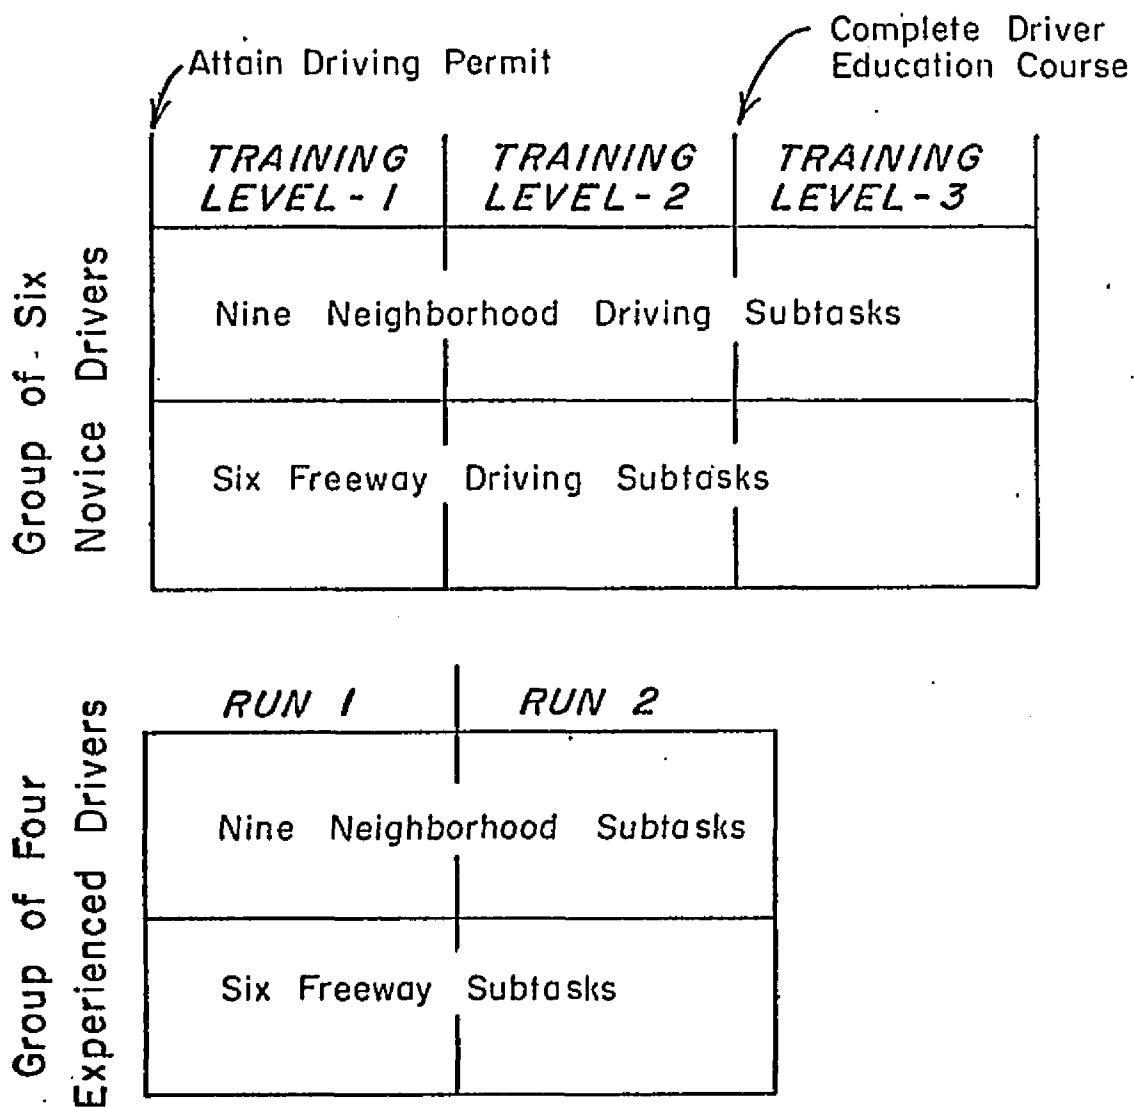 Attain Driving Permit
Complete Driver
Education Course
TRAINING
LEVEL - 1
TRAINING
LEVEL - 2
TRAINING
LEVEL - 3
Group of Six
Novice Drivers
Nine Neighborhood Driving Subtasks
Six Freeway Driving Subtasks
RUN 1
RUN 2
Group of Four
Experienced Drivers
Nine Neighborhood Subtasks
Six Freeway Subtasks